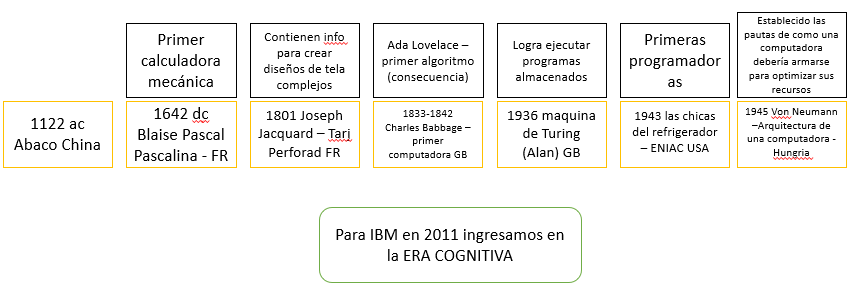 Primer
calculadora
mecánica
Contienen info
para crear
diseños de tela
complejos
Ada Lovelace –
primer algoritmo
(consecuencia)
Logra ejecutar
programas
almacenados
Primeras
programador
as
Establecido las
pautas de como una
computadora
debería armarse
para optimizar sus
recursos
1122 ac
Abaco China
1642 dc
Blaise Pascal
Pascalina - FR
1801 Joseph
Jacquard – Tarj
Perforad FR
1833-1842
Charles Babbage –
primer
computadora GB
1936 maquina
de Turing
(Alan) GB
1943 las chicas
del refrigerador
– ENIAC USA
1945 Von Neumann
–Arquitectura de
una computadora -
Hungria
Para IBM en 2011 ingresamos en
la ERA COGNITIVA